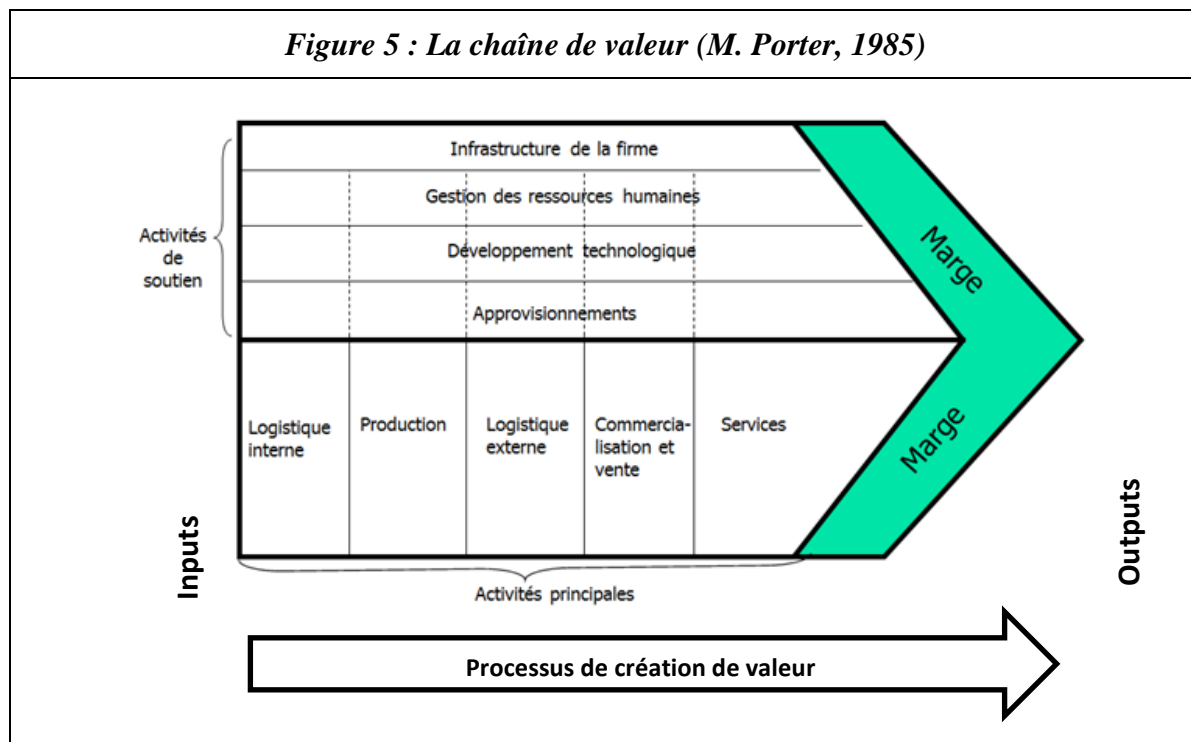 Figure 5 : La chaîne de valeur (M. Porter, 1985)
Infrastructure de la firme
Gestion des ressources humaines
Activités
de
soutien
Développement technologique
Approvisionnements
Marge
Logistique
interne
Production
Logistique
externe
Commercia-
lisation et
vente
Services
Marge
Inputs
Outputs
Activités principales
Processus de création de valeur